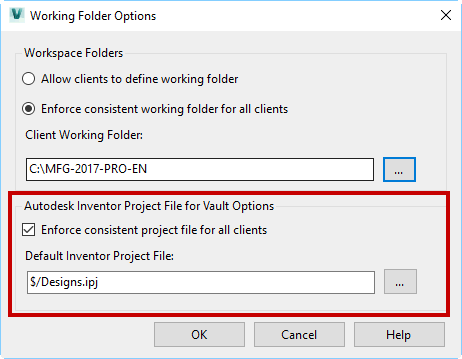 Working Folder Options
Workspace Folders
Allow clients to define working folder
Enforce consistent working folder for all clients
Client Working Folder:
C:\MFG-2017-PRO-EN
...
Autodesk Inventor Project File for Vault Options
Enforce consistent project file for all clients
Default Inventor Project File:
$/Designs.ipj
...
OK Cancel Help